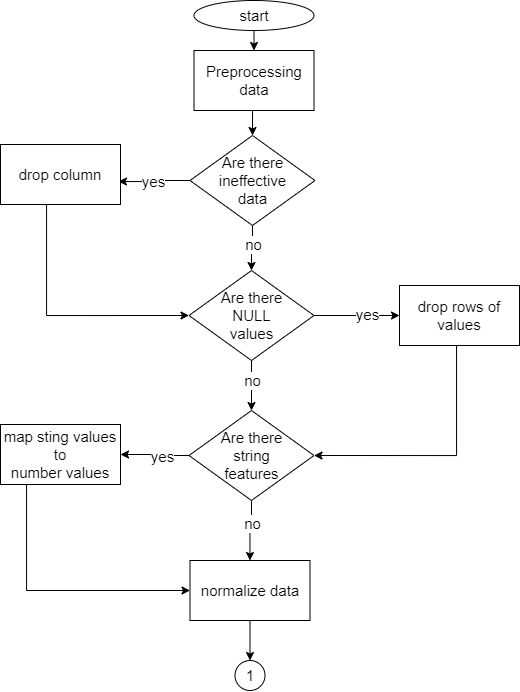 start
Preprocessing
data
Are there
ineffective
data
yes
drop column
no
Are there
NULL
values
yes
drop rows of
values
no
Are there
string
features
yes
map sting values
to
number values
no
normalize data
1